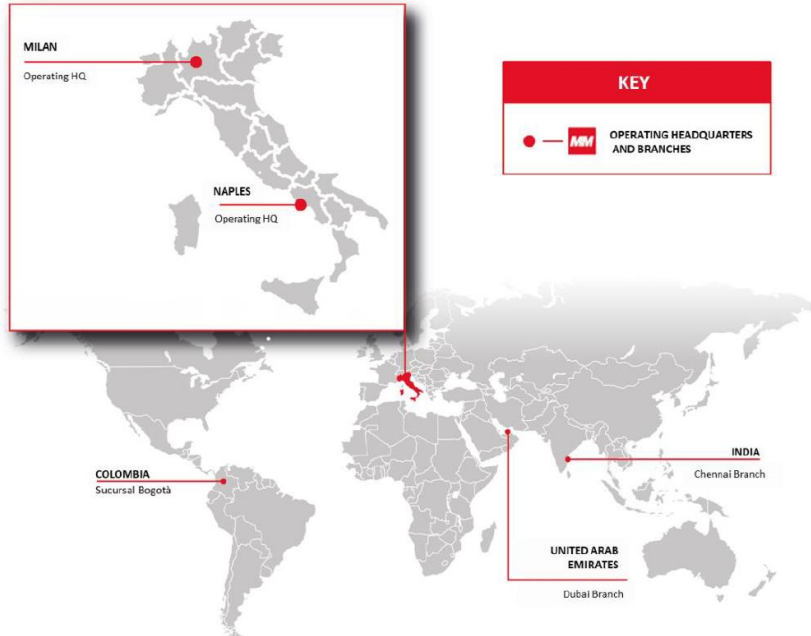 MILAN
Operating HQ
NAPLES
Operating HQ
KEY
MM
OPERATING HEADQUARTERS
AND BRANCHES
COLOMBIA
Sucursal Bogotà
INDIA
Chennai Branch
UNITED ARAB
EMIRATES
Dubai Branch